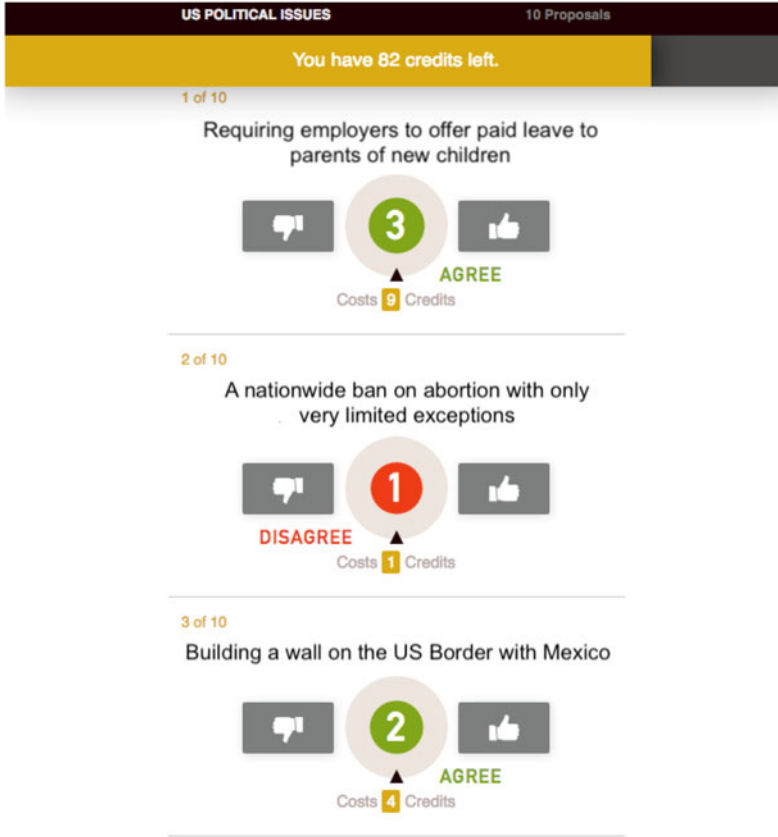 US POLITICAL ISSUES 10 Proposals
You have 82 credits left.
1 of 10
Requiring employers to offer paid leave to
parents of new children
3
AGREE
Costs 9 Credits
2 of 10
A nationwide ban on abortion with only
very limited exceptions
1
DISAGREE
Costs 1 Credits
3 of 10
Building a wall on the US Border with Mexico
2
AGREE
Costs 4 Credits